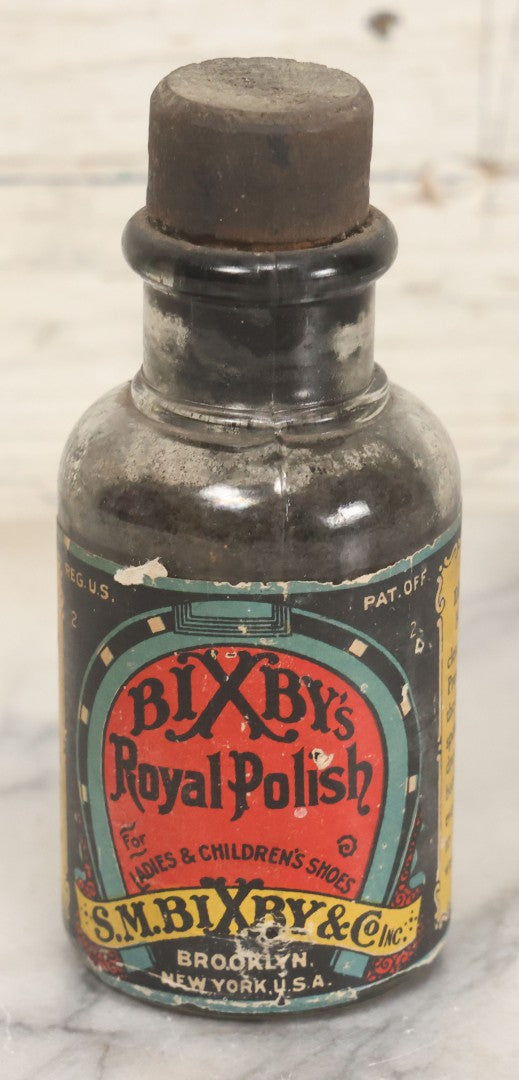 REG. U.S. PAT. OFF.
BIXBY'S
Royal Polish
For
LADIES & CHILDREN'S SHOES
S.M. BIXBY & Co INC.
BROOKLYN.
NEW YORK, U.S.A.